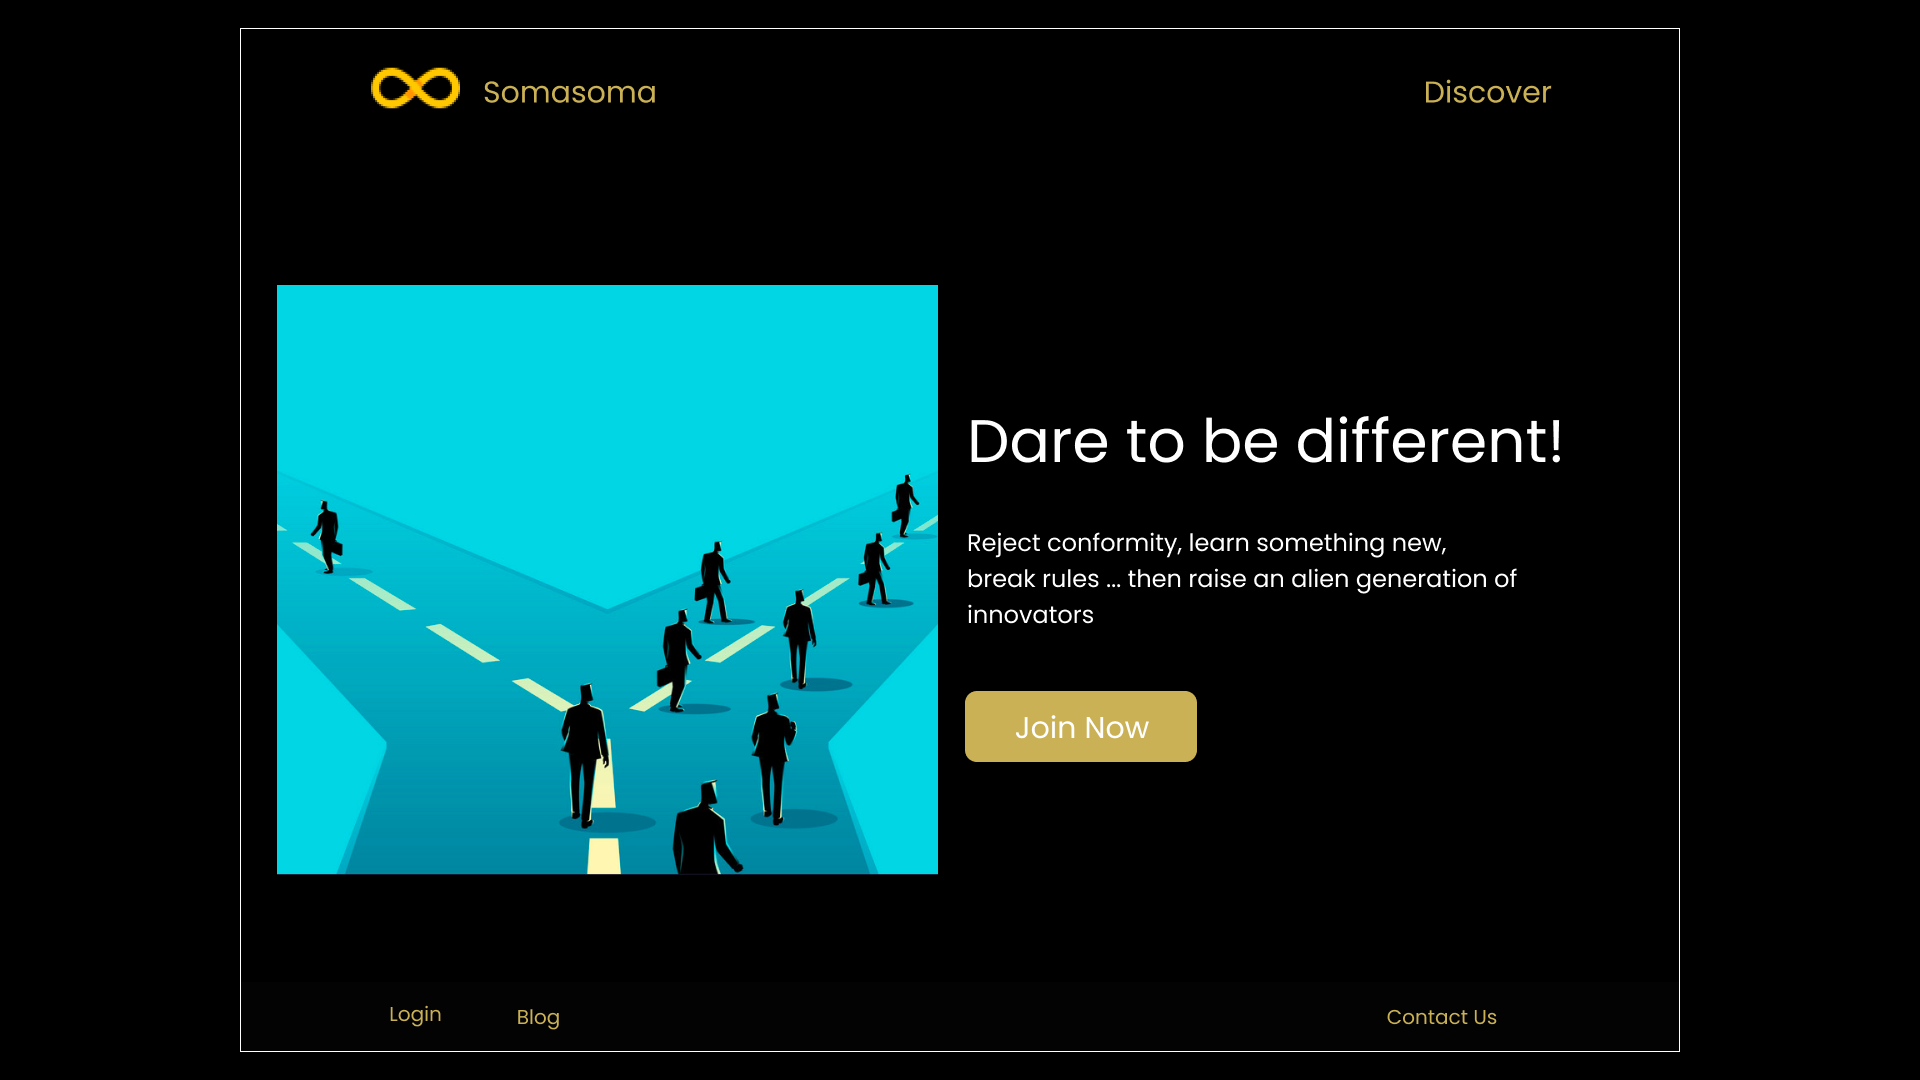 Somasoma
Discover
Dare to be different!
Reject conformity, learn something new,
break rules ... then raise an alien generation of
innovators
Join Now
Login
Blog
Contact Us